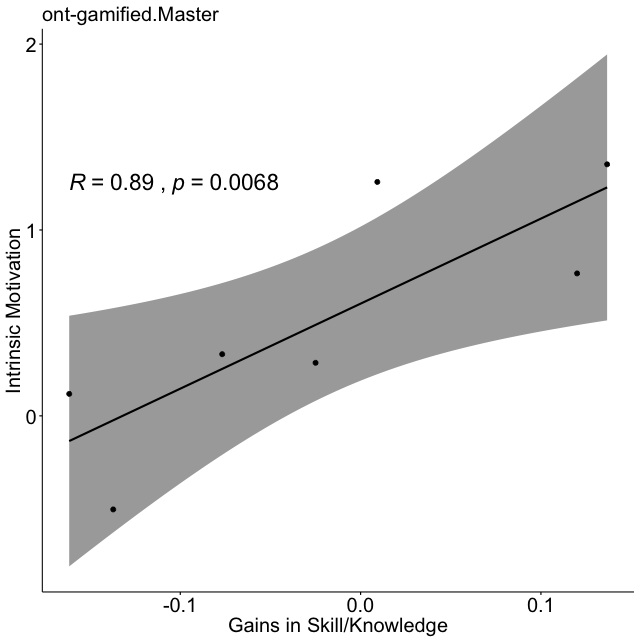 ont-gamified.Master
2
R = 0.89 , p = 0.0068
1
Intrinsic Motivation
0
-0.1 0.0 0.1
Gains in Skill/Knowledge